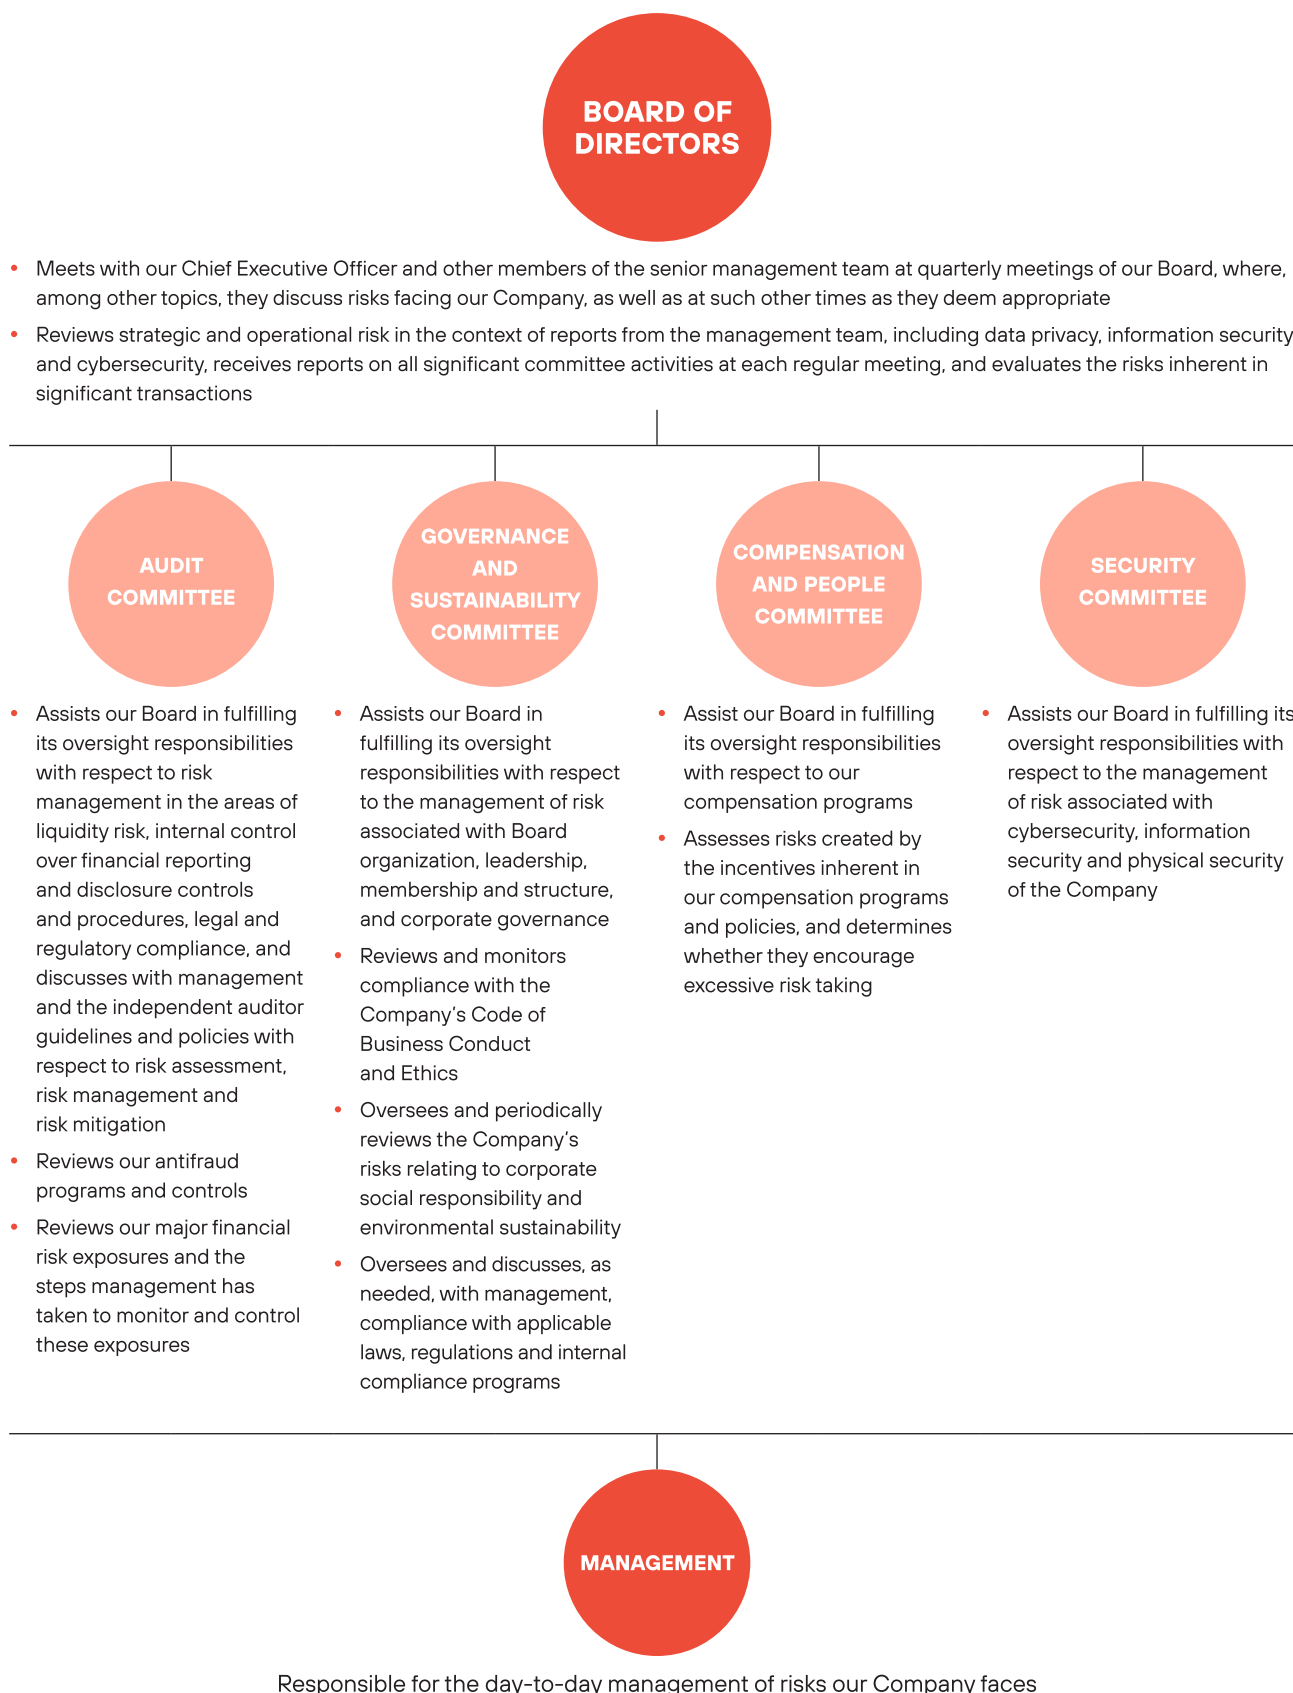 BOARD OF
DIRECTORS
• Meets with our Chief Executive Officer and other members of the senior management team at quarterly meetings of our Board, where,
among other topics, they discuss risks facing our Company, as well as at such other times as they deem appropriate
• Reviews strategic and operational risk in the context of reports from the management team, including data privacy, information security
and cybersecurity, receives reports on all significant committee activities at each regular meeting, and evaluates the risks inherent in
significant transactions
AUDIT
COMMITTEE
• Assists our Board in fulfilling
its oversight responsibilities
with respect to risk
management in the areas of
liquidity risk, internal control
over financial reporting
and disclosure controls
and procedures, legal and
regulatory compliance, and
discusses with management
and the independent auditor
guidelines and policies with
respect to risk assessment,
risk management and
risk mitigation
• Reviews our antifraud
programs and controls
• Reviews our major financial
risk exposures and the
steps management has
taken to monitor and control
these exposures
GOVERNANCE
AND
SUSTAINABILITY
COMMITTEE
• Assists our Board in
fulfilling its oversight
responsibilities with respect
to the management of risk
associated with Board
organization, leadership,
membership and structure,
and corporate governance
• Reviews and monitors
compliance with the
Company’s Code of
Business Conduct
and Ethics
• Oversees and periodically
reviews the Company’s
risks relating to corporate
social responsibility and
environmental sustainability
• Oversees and discusses, as
needed, with management,
compliance with applicable
laws, regulations and internal
compliance programs
COMPENSATION
AND PEOPLE
COMMITTEE
• Assist our Board in fulfilling
its oversight responsibilities
with respect to our
compensation programs
• Assesses risks created by
the incentives inherent in
our compensation programs
and policies, and determines
whether they encourage
excessive risk taking
SECURITY
COMMITTEE
• Assists our Board in fulfilling its
oversight responsibilities with
respect to the management
of risk associated with
cybersecurity, information
security and physical security
of the Company
MANAGEMENT
Responsible for the day-to-day management of risks our Company faces